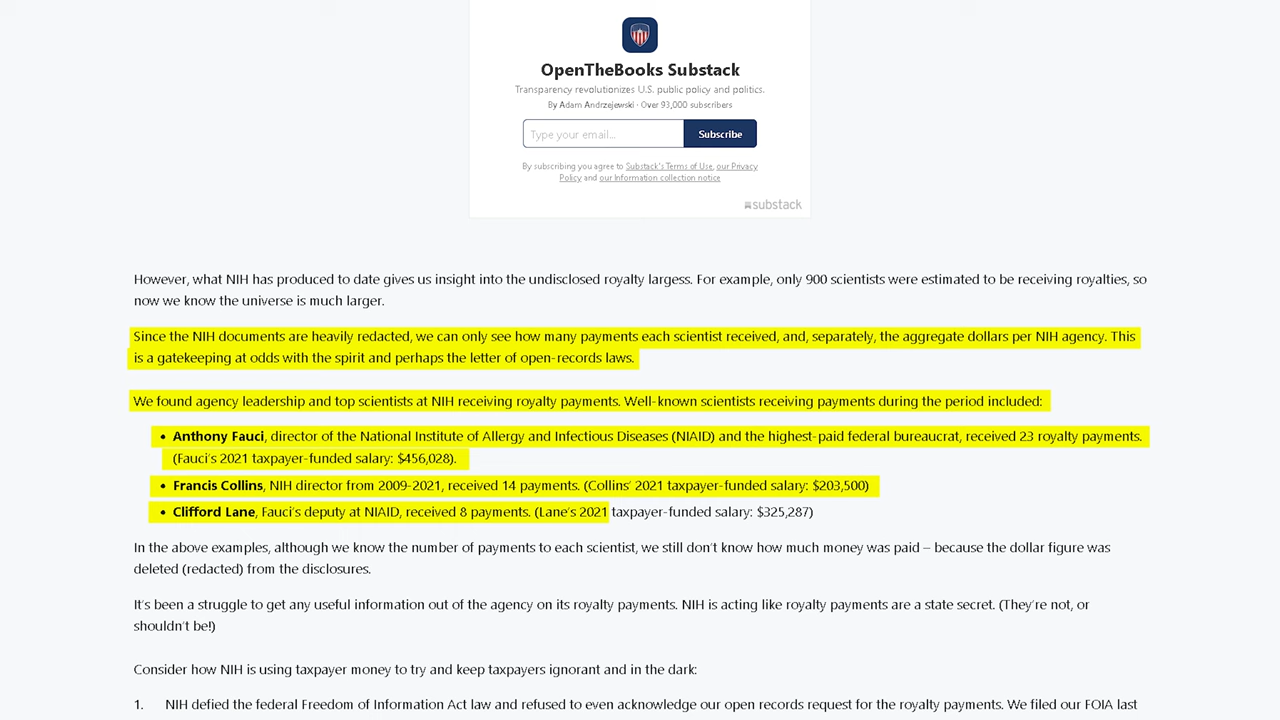 OpenTheBooks Substack
Transparency revolutionizes U.S. public policy and politics.
By Adam Andrzejewski · Over 93,000 subscribers
Type your email...
Subscribe
By subscribing you agree to Substack's Terms of Use, our Privacy
Policy and our Information collection notice
substack
However, what NIH has produced to date gives us insight into the undisclosed royalty largess. For example, only 900 scientists were estimated to be receiving royalties, so
now we know the universe is much larger.
Since the NIH documents are heavily redacted, we can only see how many payments each scientist received, and, separately, the aggregate dollars per NIH agency. This
is a gatekeeping at odds with the spirit and perhaps the letter of open-records laws.
We found agency leadership and top scientists at NIH receiving royalty payments. Well-known scientists receiving payments during the period included:
• Anthony Fauci, director of the National Institute of Allergy and Infectious Diseases (NIAID) and the highest-paid federal bureaucrat, received 23 royalty payments.
(Fauci's 2021 taxpayer-funded salary: $456,028).
• Francis Collins, NIH director from 2009-2021, received 14 payments. (Collins' 2021 taxpayer-funded salary: $203,500)
• Clifford Lane, Fauci's deputy at NIAID, received 8 payments. (Lane's 2021 taxpayer-funded salary: $325,287)
In the above examples, although we know the number of payments to each scientist, we still don't know how much money was paid – because the dollar figure was
deleted (redacted) from the disclosures.
It's been a struggle to get any useful information out of the agency on its royalty payments. NIH is acting like royalty payments are a state secret. (They're not, or
shouldn't be!)
Consider how NIH is using taxpayer money to try and keep taxpayers ignorant and in the dark:
1. NIH defied the federal Freedom of Information Act law and refused to even acknowledge our open records request for the royalty payments. We filed our FOIA last